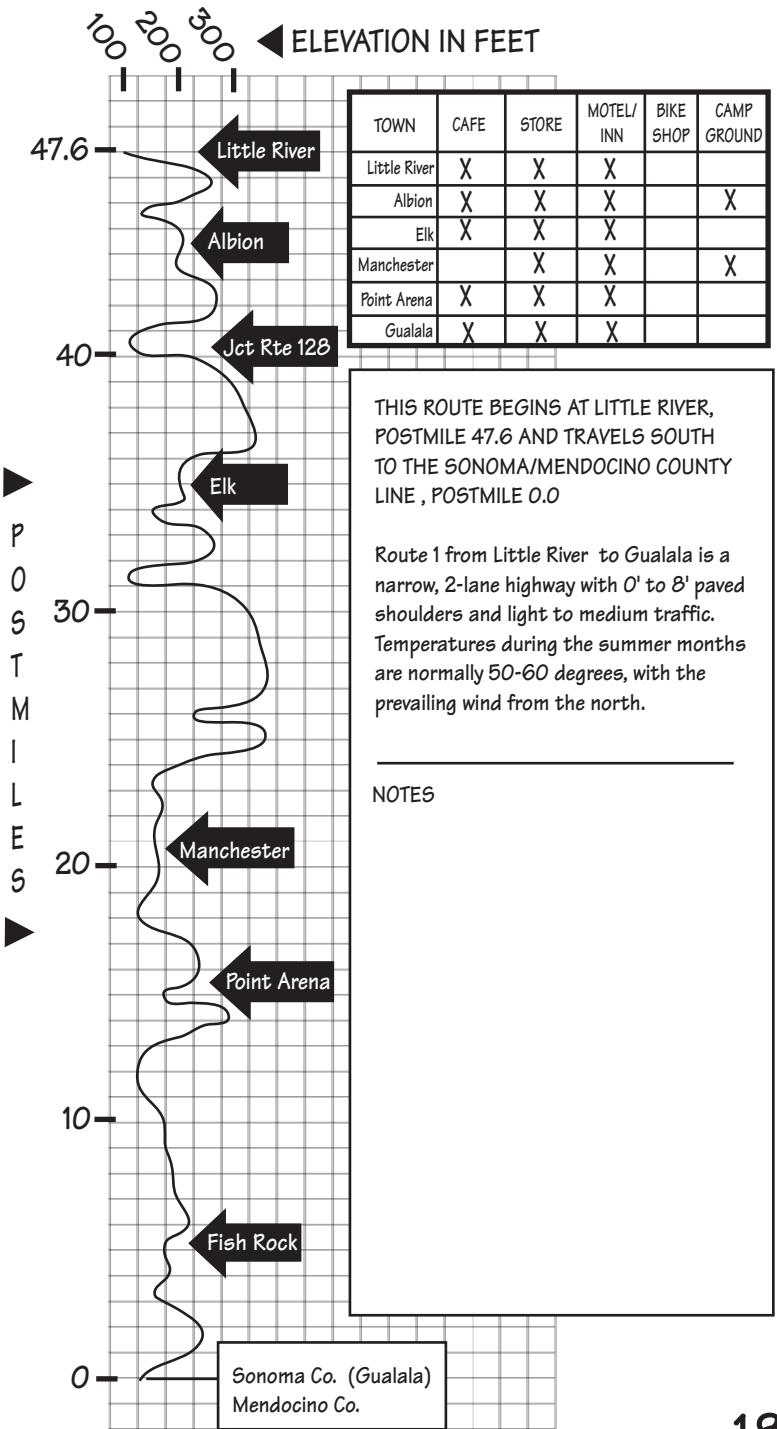 100 200 300 ELEVATION IN FEET
47.6
Little River
Albion
Jct Rte 128
40
Elk
30
Manchester
20
Point Arena
10
Fish Rock
0
Sonoma Co. (Gualala)
Mendocino Co.
POSTMILES
TOWN CAFE STORE MOTEL/ INN BIKE SHOP CAMP GROUND
Little River X X X
Albion X X X X
Elk X X X
Manchester X X X
Point Arena X X X
Gualala X X X
THIS ROUTE BEGINS AT LITTLE RIVER,
POSTMILE 47.6 AND TRAVELS SOUTH
TO THE SONOMA/MENDOCINO COUNTY
LINE , POSTMILE 0.0
Route 1 from Little River to Gualala is a
narrow, 2-lane highway with 0' to 8' paved
shoulders and light to medium traffic.
Temperatures during the summer months
are normally 50-60 degrees, with the
prevailing wind from the north.
NOTES